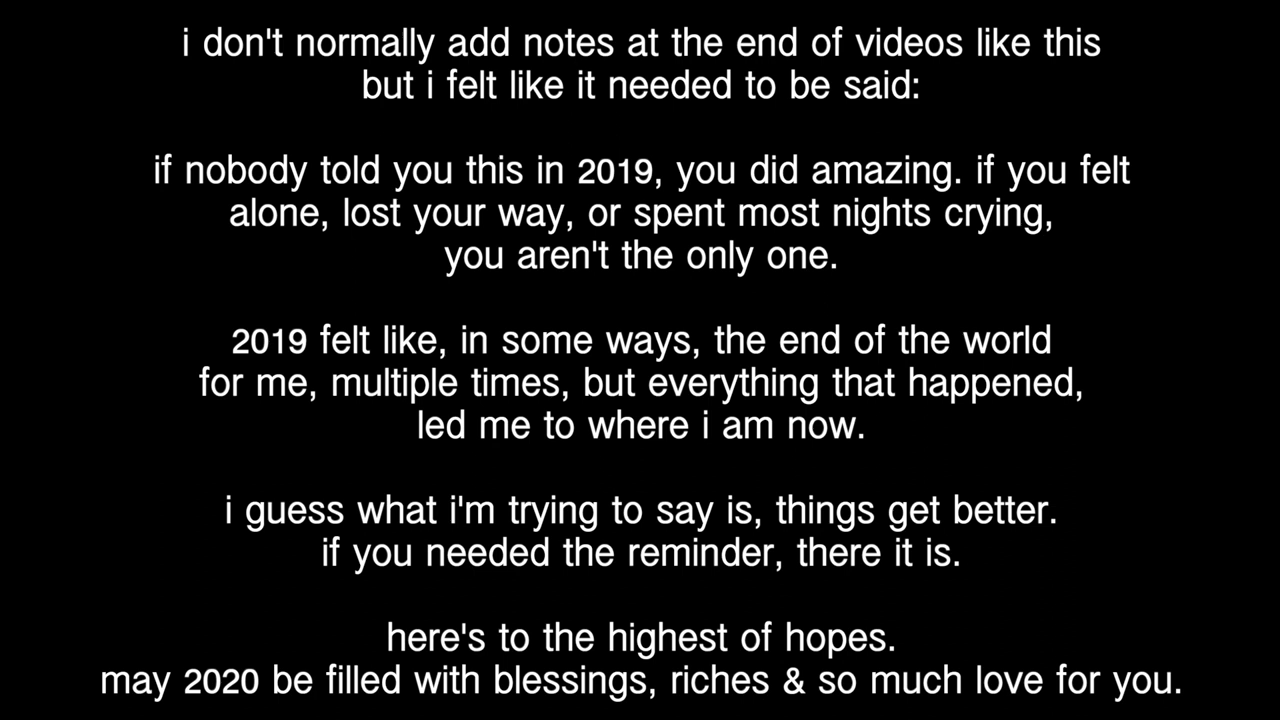 i don't normally add notes at the end of videos like this
but i felt like it needed to be said:
if nobody told you this in 2019, you did amazing. if you felt
alone, lost your way, or spent most nights crying,
you aren't the only one.
2019 felt like, in some ways, the end of the world
for me, multiple times, but everything that happened,
led me to where i am now.
i guess what i'm trying to say is, things get better.
if you needed the reminder, there it is.
here's to the highest of hopes.
may 2020 be filled with blessings, riches & so much love for you.